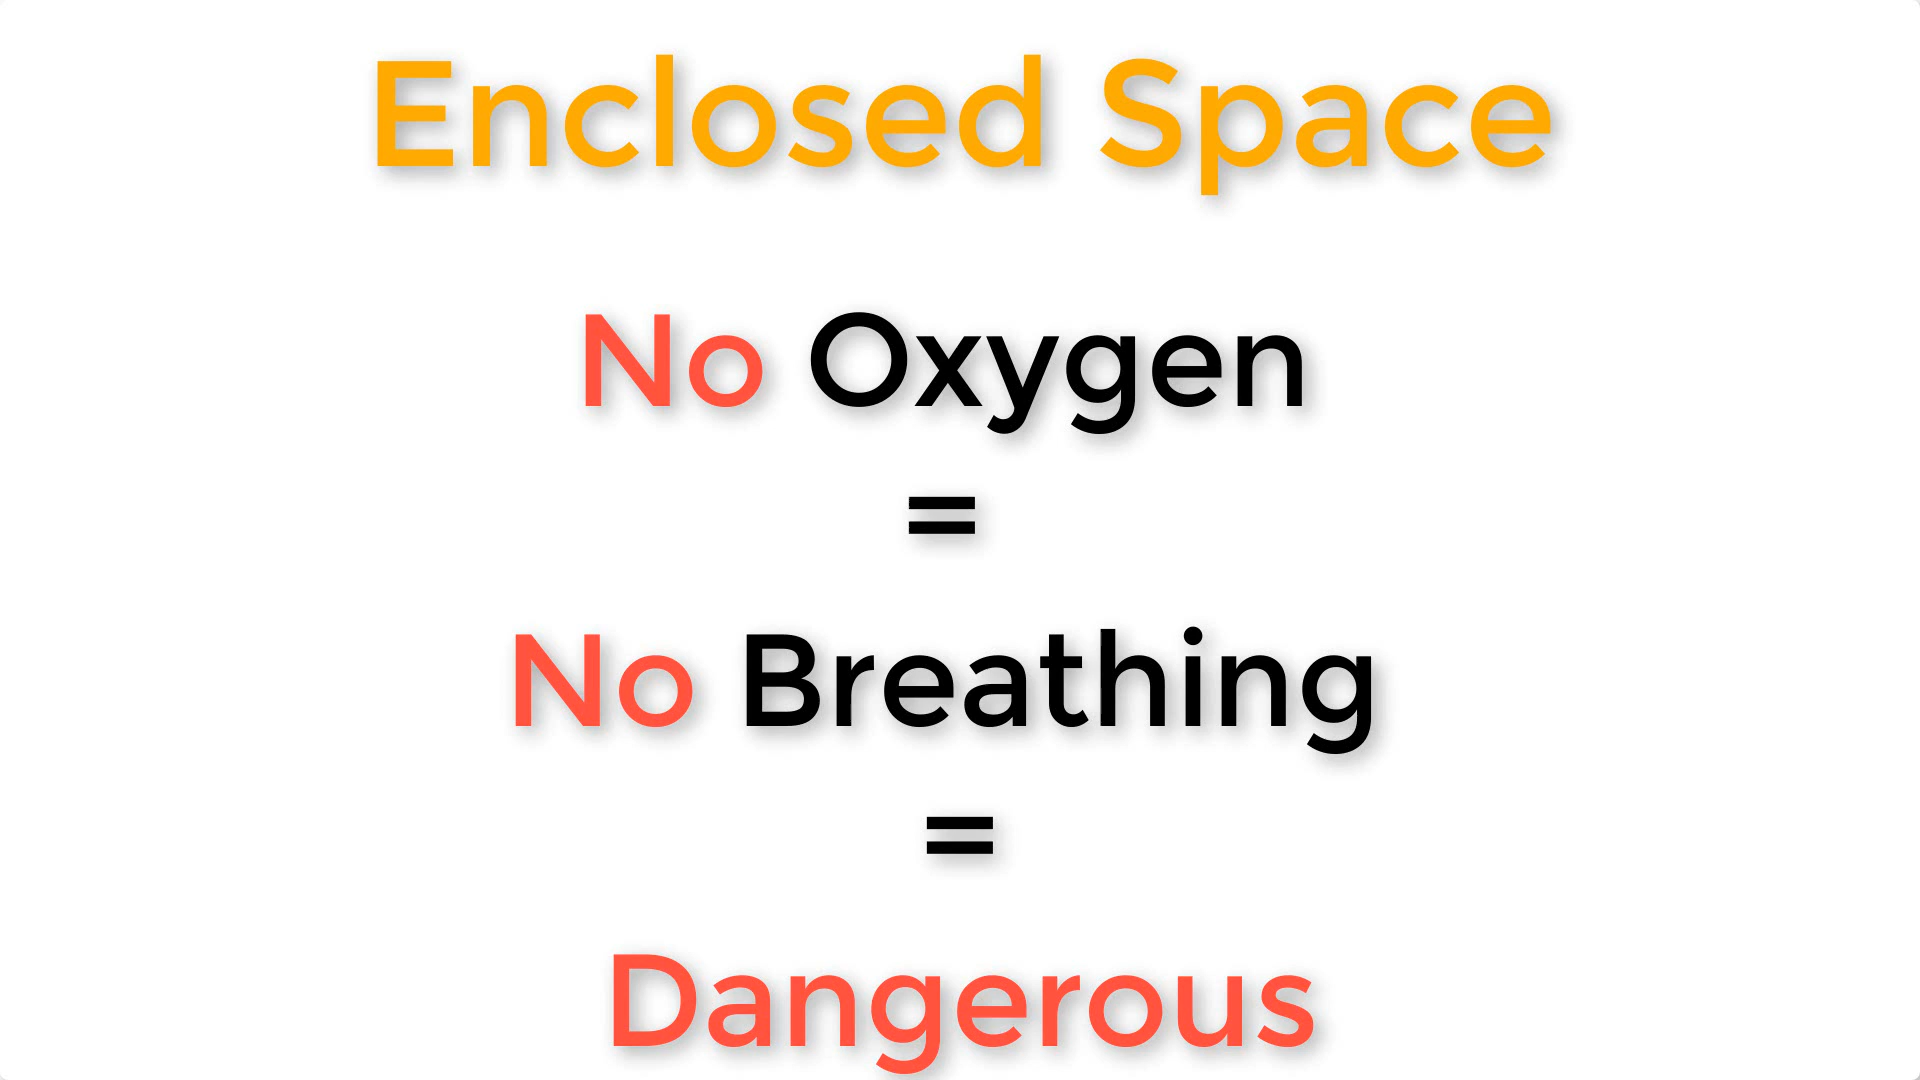 Enclosed Space
No Oxygen
=
No Breathing
=
Dangerous